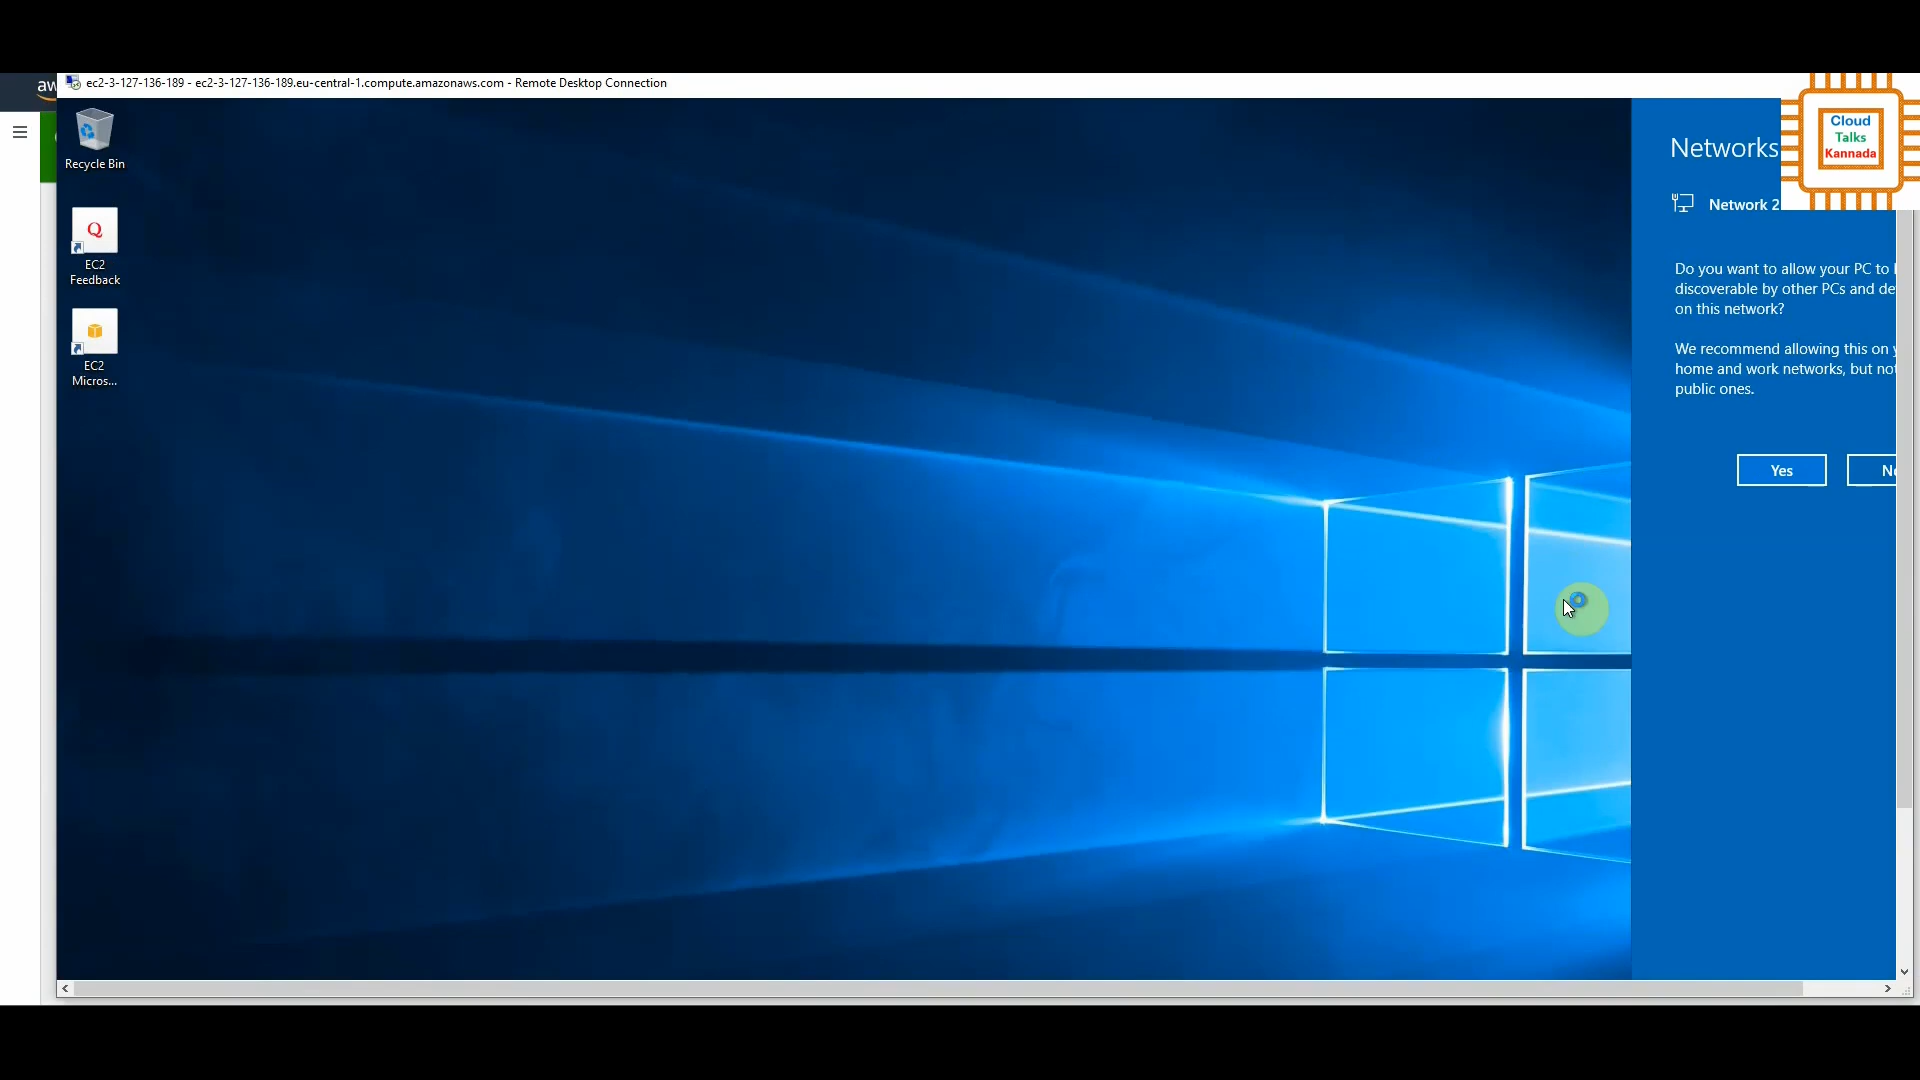 aw
ec2-3-127-136-189 - ec2-3-127-136-189.eu-central-1.compute.amazonaws.com - Remote Desktop Connection
Cloud
Talks
Kannada
Recycle Bin
EC2
Feedback
EC2
Micros...
Networks
Network 2
Do you want to allow your PC to
discoverable by other PCs and de
on this network?
We recommend allowing this on y
home and work networks, but not
public ones.
Yes
No